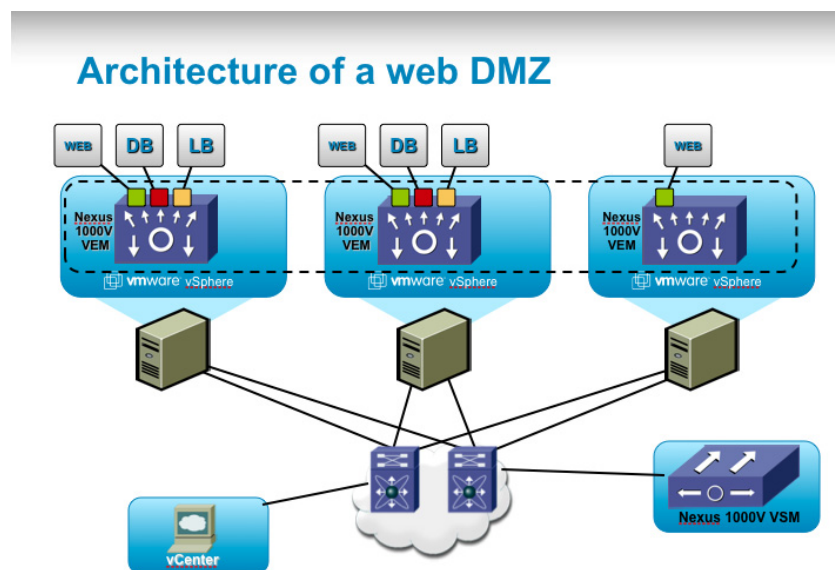 Architecture of a web DMZ
WEB
DB
LB
WEB
DB
LB
WEB
Nexus
1000V
VEM
Nexus
1000V
VEM
Nexus
1000V
VEM
vmware vSphere
vmware vSphere
vmware vSphere
Nexus 1000V VSM
vCenter